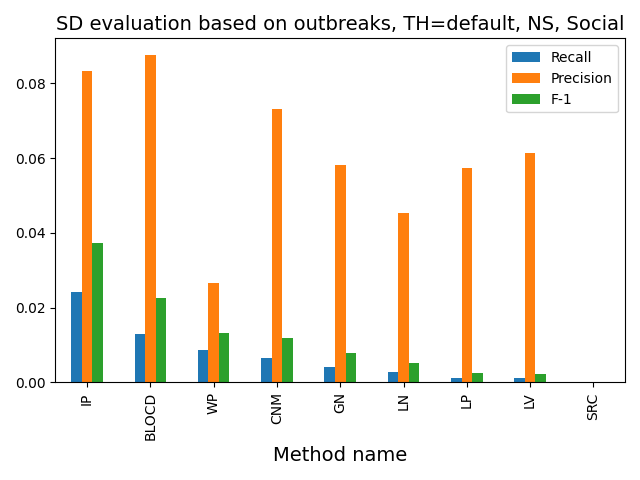 SD evaluation based on outbreaks, TH=default, NS, Social
Recall
Precision
F-1
0.08
0.06
0.04
0.02
0.00
IP
BLOCD
WP
CNM
GN
LN
LP
LV
SRC
Method name